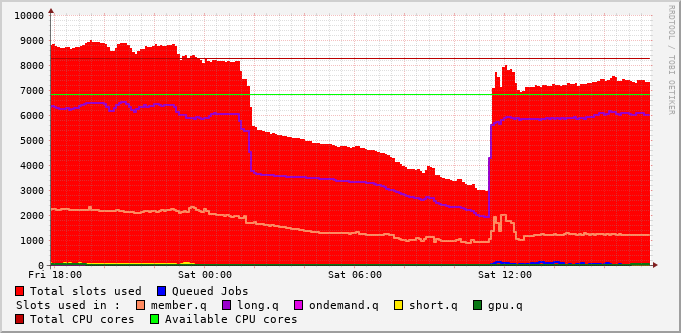 10000
9000
8000
7000
6000
5000
4000
3000
2000
1000
0
Fri 18:00 Sat 00:00 Sat 06:00 Sat 12:00
Total slots used Queued Jobs
Slots used in : member.q long.q ondemand.q short.q gpu.q
Total CPU cores Available CPU cores
RRDTOOL / TOBI OETIKER